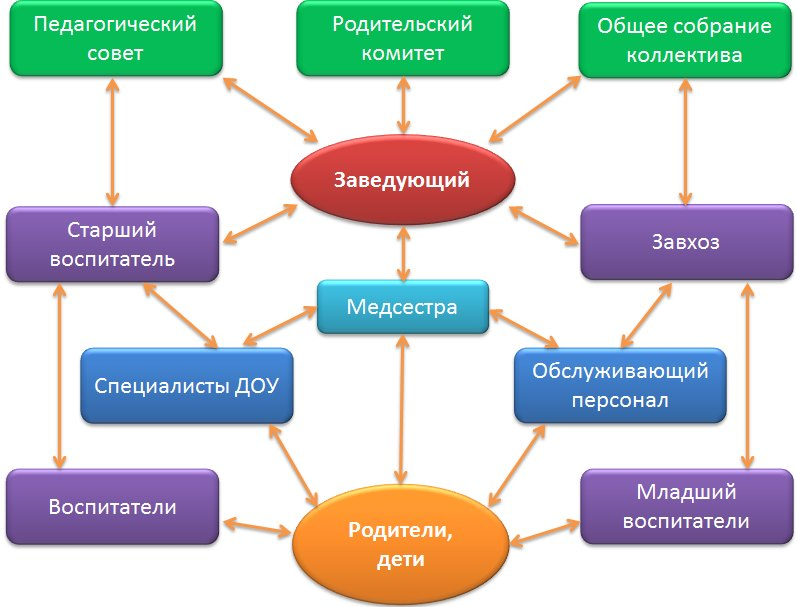 Педагогический
совет
Родительский
комитет
Общее собрание
коллектива
Заведующий
Старший
воспитатель
Завхоз
Медсестра
Специалисты ДОУ
Обслуживающий
персонал
Воспитатели
Младший
воспитатели
Родители,
дети